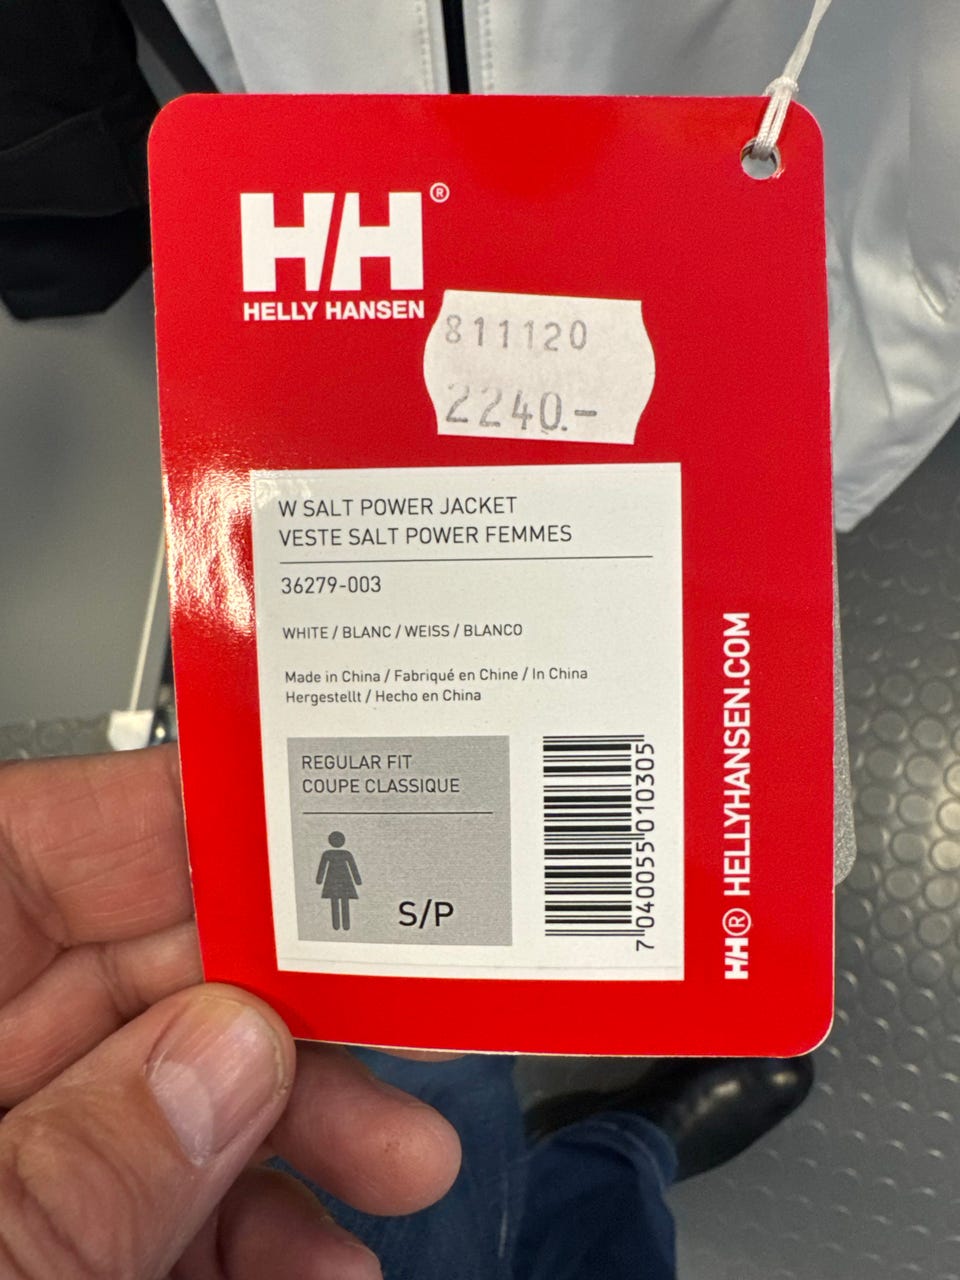 HH®
HELLY HANSEN
811120
2240.-
W SALT POWER JACKET
VESTE SALT POWER FEMMES
36279-003
WHITE / BLANC / WEISS / BLANCO
Made in China / Fabriqué en Chine / In China
Hergestellt / Hecho en China
REGULAR FIT
COUPE CLASSIQUE
S/P
7 040055 010305
HH® HELLYHANSEN.COM